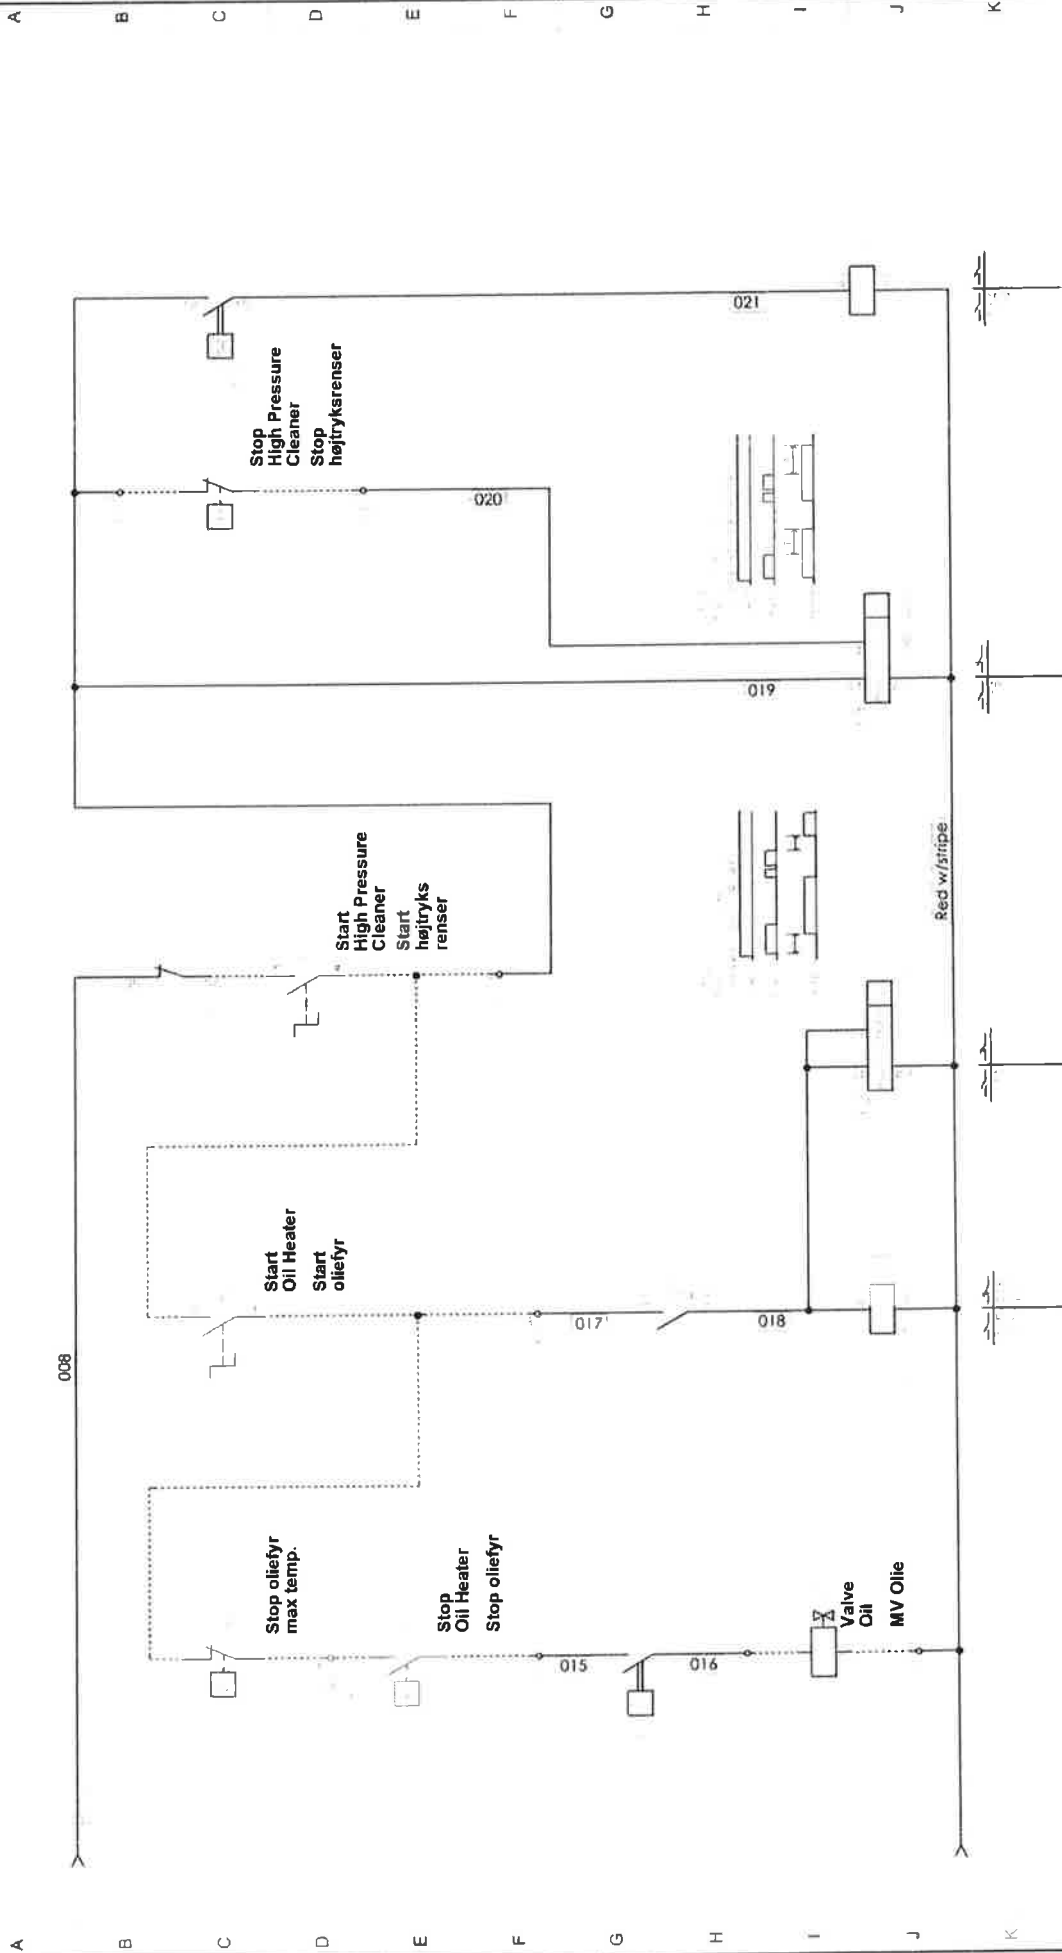 A
B
C
D
E
F
G
H
I
J
K
008
Stop oliefyr
max temp.
Stop
Oil Heater
Stop oliefyr
015
016
Valve
Oil
MV Olie
Start
Oil Heater
Start
oliefyr
017
018
Start
High Pressure
Cleaner
Start
højtryks
renser
Red w/stripe
019
020
Stop
High Pressure
Cleaner
Stop
højtryksrenser
021
A
B
C
D
E
F
G
H
I
J
K